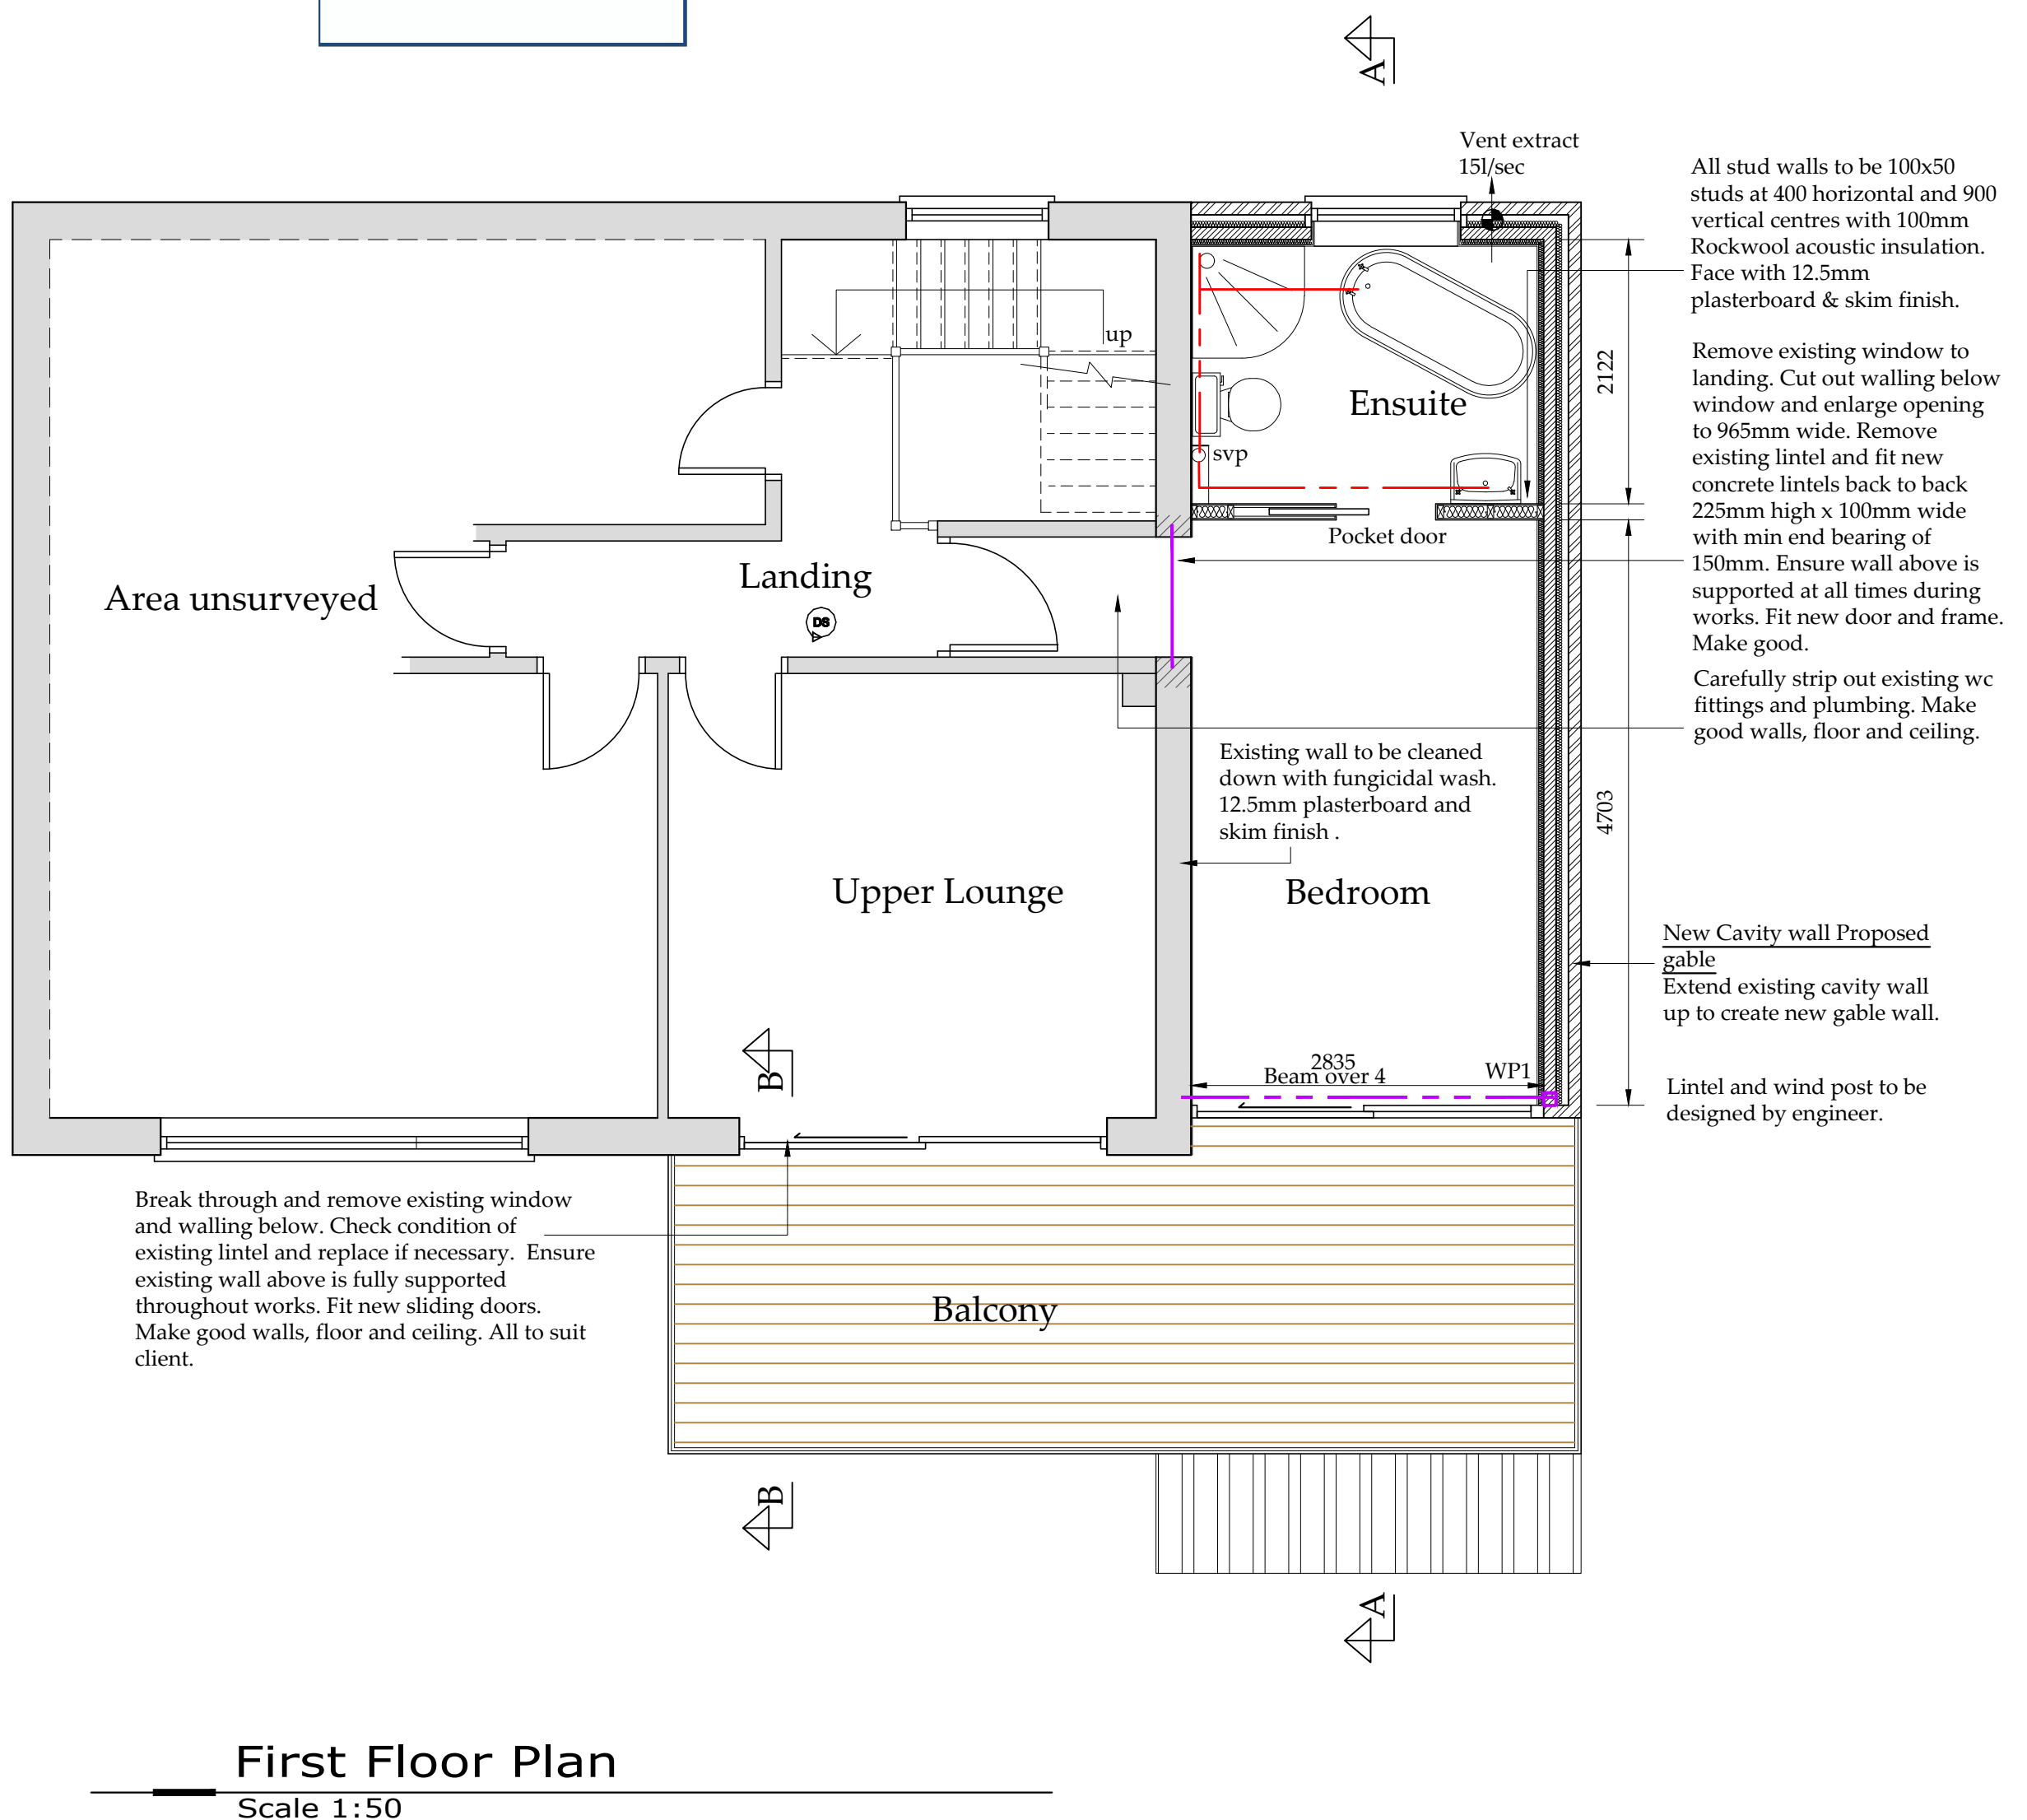 A
Vent extract
15l/sec
All stud walls to be 100x50
studs at 400 horizontal and 900
vertical centres with 100mm
Rockwool acoustic insulation.
Face with 12.5mm
plasterboard & skim finish.
up
2122
Remove existing window to
landing. Cut out walling below
window and enlarge opening
to 965mm wide. Remove
existing lintel and fit new
concrete lintels back to back
225mm high x 100mm wide
with min end bearing of
150mm. Ensure wall above is
supported at all times during
works. Fit new door and frame.
Make good.
Ensuite
svp
Pocket door
Area unsurveyed
Landing
DS
Carefully strip out existing wc
fittings and plumbing. Make
good walls, floor and ceiling.
Existing wall to be cleaned
down with fungicidal wash.
12.5mm plasterboard and
skim finish .
4703
Upper Lounge
Bedroom
New Cavity wall Proposed
gable
Extend existing cavity wall
up to create new gable wall.
B
2835
Beam over 4
WP1
Lintel and wind post to be
designed by engineer.
Break through and remove existing window
and walling below. Check condition of
existing lintel and replace if necessary.  Ensure
existing wall above is fully supported
throughout works. Fit new sliding doors.
Make good walls, floor and ceiling. All to suit
client.
Balcony
B
A
First Floor Plan
Scale 1:50